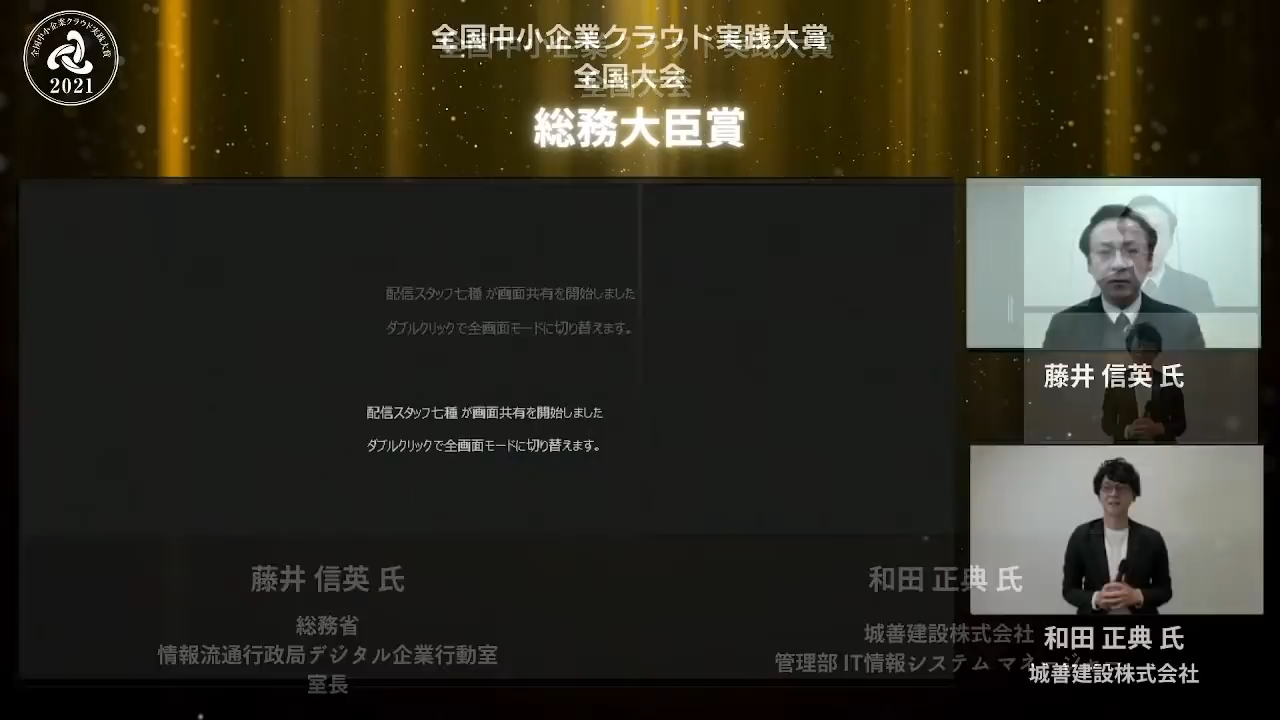 全国中小企業クラウド実践大賞
2021
全国中小企業クラウド実践大賞
全国大会
総務大臣賞
配信スタッフ七種 が画面共有を開始しました
ダブルクリックで全画面モードに切り替えます。
配信スタッフ七種 が画面共有を開始しました
ダブルクリックで全画面モードに切り替えます。
藤井 信英 氏
和田 正典 氏
城善建設株式会社
藤井 信英 氏
総務省
情報流通行政局デジタル企業行動室
室長
和田 正典 氏
城善建設株式会社
管理部 IT情報システム マネージャー